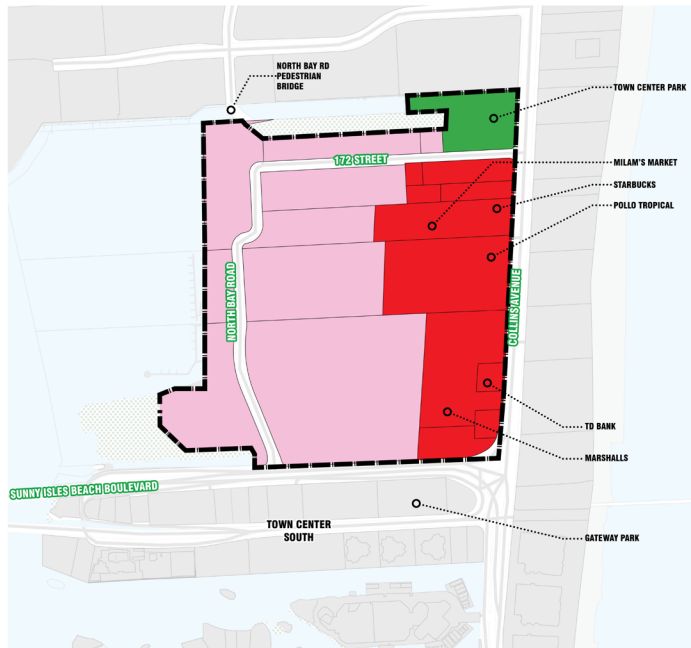 NORTH BAY RD
PEDESTRIAN
BRIDGE
TOWN CENTER PARK
172 STREET
MILAM'S MARKET
STARBUCKS
POLLO TROPICAL
NORTH BAY ROAD
COLLINS AVENUE
TD BANK
MARSHALLS
SUNNY ISLES BEACH BOULEVARD
TOWN CENTER
SOUTH
GATEWAY PARK